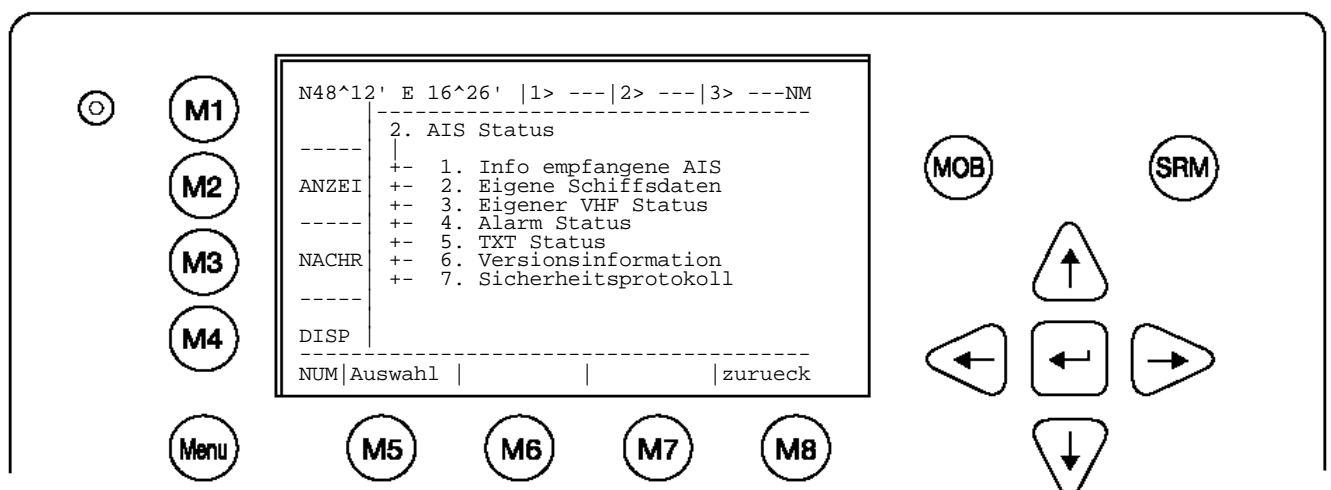 N48^12' E 16^26' |1> ---|2> ---|3> ---NM
2. AIS Status
+- 1. Info empfangene AIS
ANZEI +- 2. Eigene Schiffsdaten
+- 3. Eigener VHF Status
+- 4. Alarm Status
+- 5. TXT Status
NACHR +- 6. Versionsinformation
+- 7. Sicherheitsprotokoll
DISP
NUM|Auswahl | | |zurueck
M1
M2
M3
M4
Menu
M5
M6
M7
M8
MOB
SRM